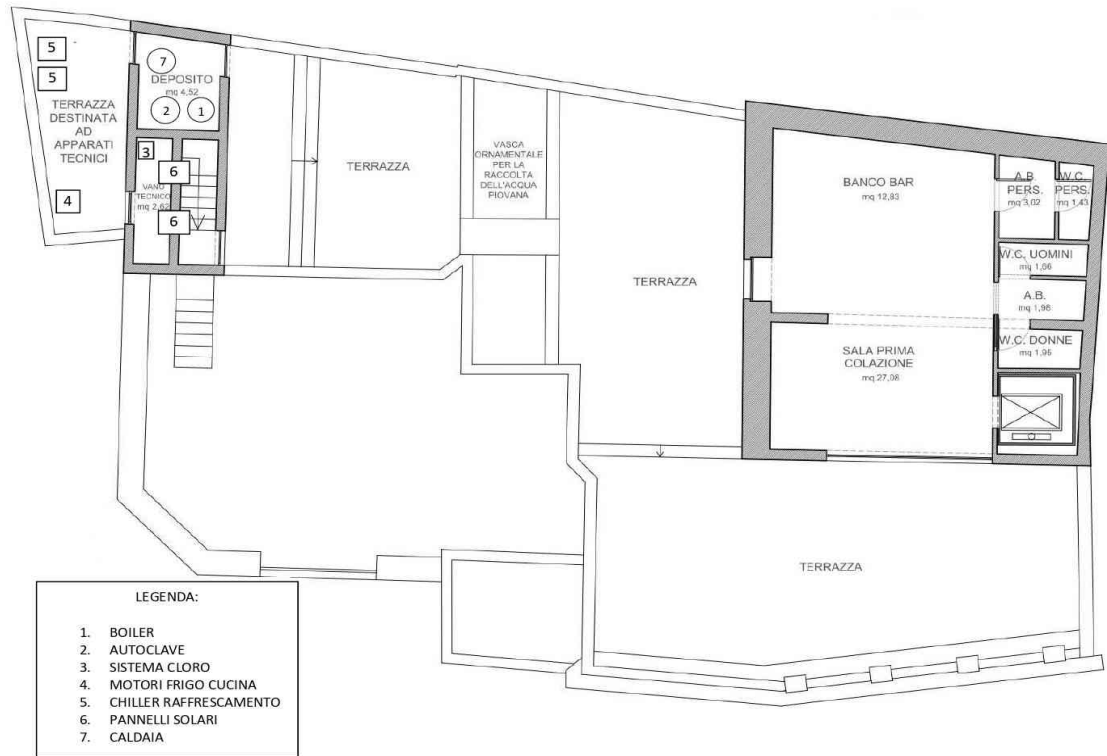 5
5
TERRAZZA
DESTINATA
AD
APPARATI
TECNICI
4
7
DEPOSITO
mq 4,52
2
1
3
6
VANO
TECNICO
mq 2,62
6
TERRAZZA
VASCA
ORNAMENTALE
PER LA
RACCOLTA
DELL'ACQUA
PIOVANA
TERRAZZA
BANCO BAR
mq 12,83
A.B.
PERS.
mq 3,02
W.C.
PERS.
mq 1,43
W.C. UOMINI
mq 1,06
A.B.
mq 1,98
W.C. DONNE
mq 1,95
SALA PRIMA
COLAZIONE
mq 27,08
TERRAZZA
LEGENDA:
1. BOILER
2. AUTOCLAVE
3. SISTEMA CLORO
4. MOTORI FRIGO CUCINA
5. CHILLER RAFFRESCAMENTO
6. PANNELLI SOLARI
7. CALDAIA